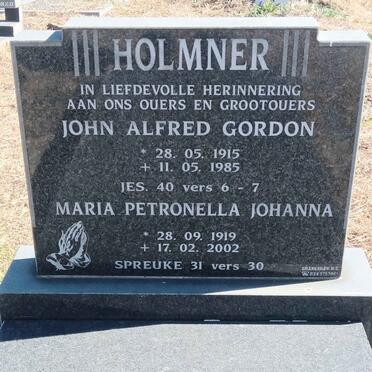 HOLMNER
IN LIEFDEVOLLE HERINNERING
AAN ONS OUERS EN GROOTOUERS
JOHN ALFRED GORDON
* 28. 05. 1915
+ 11. 05. 1985
JES. 40 vers 6 - 7
MARIA PETRONELLA JOHANNA
* 28. 09. 1919
+ 17. 02. 2002
SPREUKE 31 vers 30